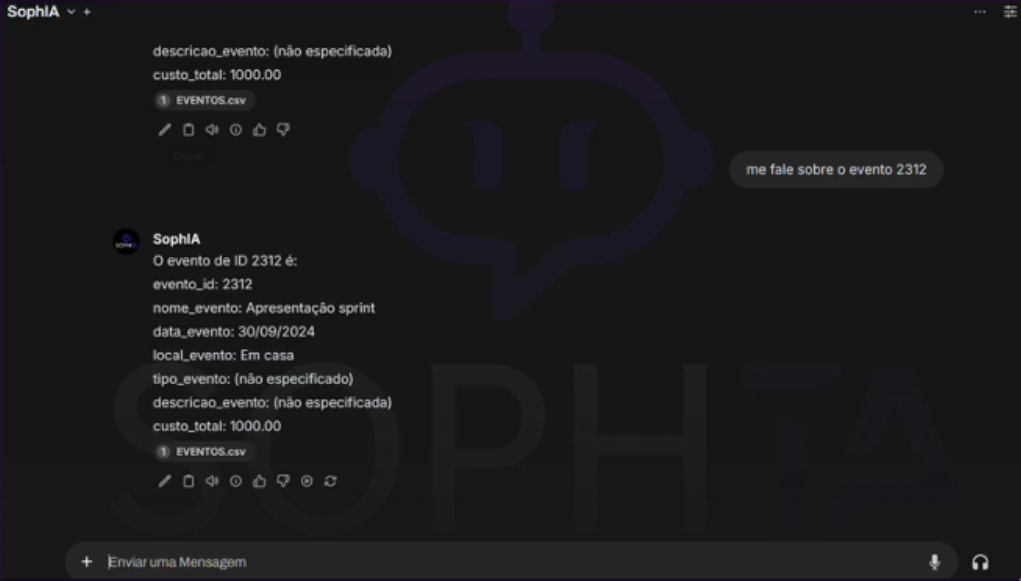 SophIA
descricao_evento: (não especificada)
custo_total: 1000.00
1 EVENTOS.csv
me fale sobre o evento 2312
SophIA
O evento de ID 2312 é:
evento_id: 2312
nome_evento: Apresentação sprint
data_evento: 30/09/2024
local_evento: Em casa
tipo_evento: (não especificado)
descricao_evento: (não especificada)
custo_total: 1000.00
1 EVENTOS.csv
SOPHIA
Enviar uma Mensagem